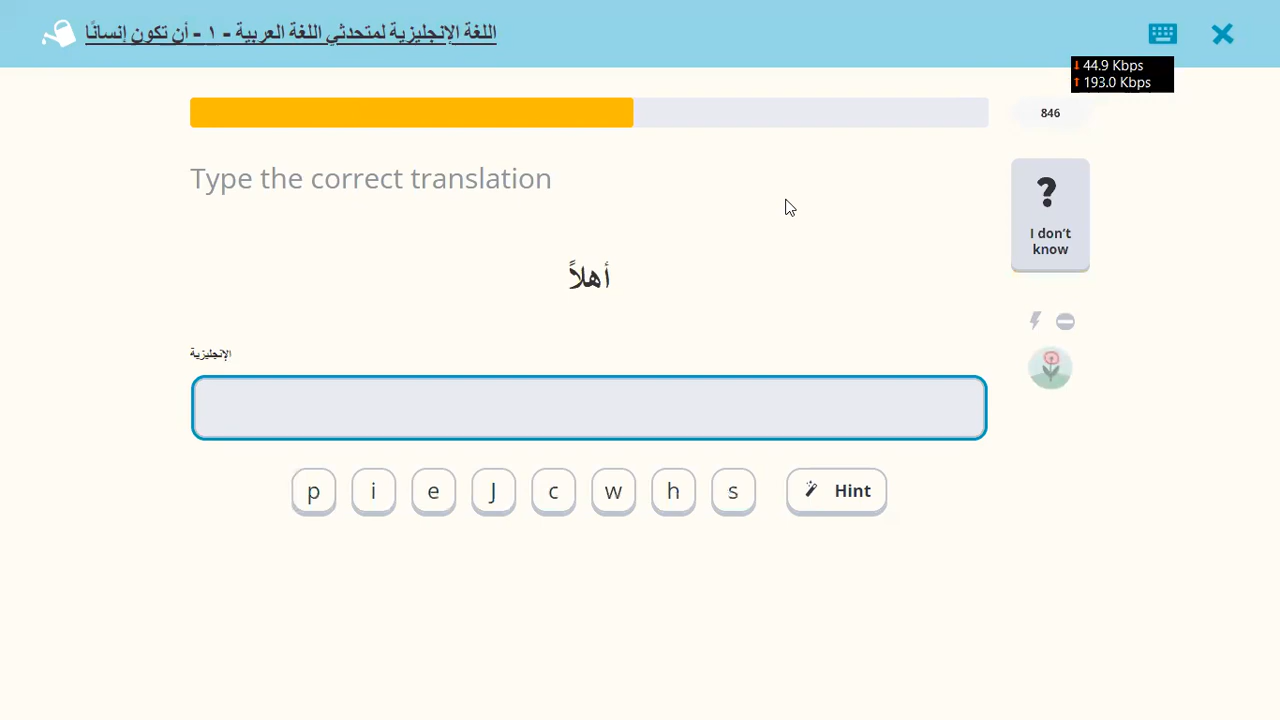 اللغة الإنجليزية لمتحدثي اللغة العربية - ١ - أن تكون إنسانًا
44.9 Kbps
193.0 Kbps
846
Type the correct translation
?
I don't
know
أهلاً
الإنجليزية
p i e J c w h s Hint